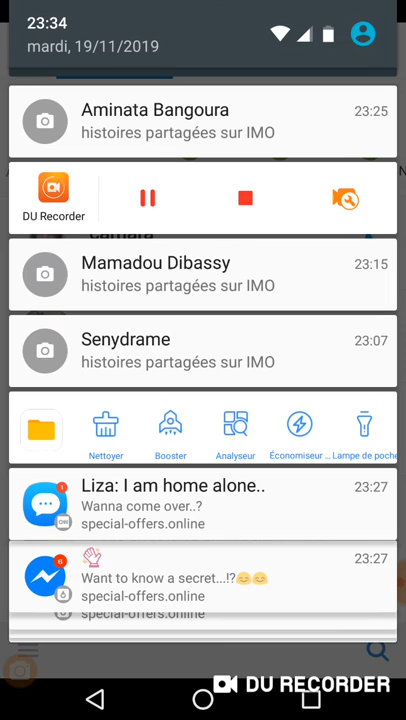 23:34
mardi, 19/11/2019
Aminata Bangoura 23:25
histoires partagées sur IMO
DU Recorder
Mamadou Dibassy 23:15
histoires partagées sur IMO
Senydrame 23:07
histoires partagées sur IMO
Nettoyer Booster Analyseur Économiseur ... Lampe de poche
Liza: I am home alone.. 23:27
Wanna come over..?
special-offers.online
23:27
Want to know a secret...!?😊😊
special-offers.online
special-offers.online
DU RECORDER